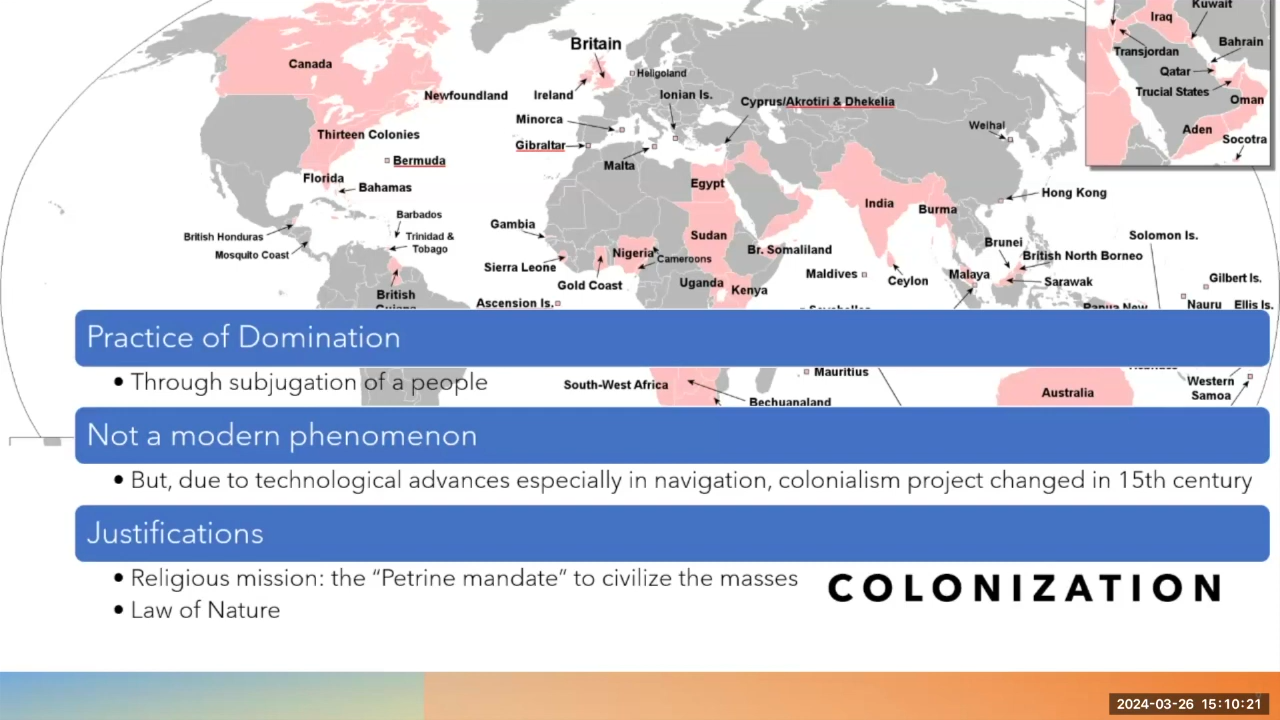 Kuwait
Iraq
Britain
Bahrain
Transjordan
Canada
Qatar
Heligoland
Trucial States
Newfoundland
Ireland
Ionian Is.
Cyprus/Akrotiri & Dhekelia
Oman
Minorca
Weihai
Aden
Thirteen Colonies
Socotra
Gibraltar
Bermuda
Malta
Florida
Bahamas
Egypt
Hong Kong
India
Burma
Barbados
Gambia
British Honduras
Trinidad &
Tobago
Sudan
Solomon Is.
Mosquito Coast
Nigeria
Cameroons
Br. Somaliland
Brunei
British North Borneo
Sierra Leone
Maldives
Malaya
Gilbert Is.
Gold Coast
Uganda
Kenya
Ceylon
Sarawak
British
Guiana
Ascension Is.
Seychelles
Papua New
Nauru
Ellis Is.
Practice of Domination
• Through subjugation of a people
South-West Africa
Mauritius
Bechuanaland
Australia
Western
Samoa
Not a modern phenomenon
• But, due to technological advances especially in navigation, colonialism project changed in 15th century
Justifications
• Religious mission: the “Petrine mandate” to civilize the masses
• Law of Nature
COLONIZATION
2024-03-26 15:10:21